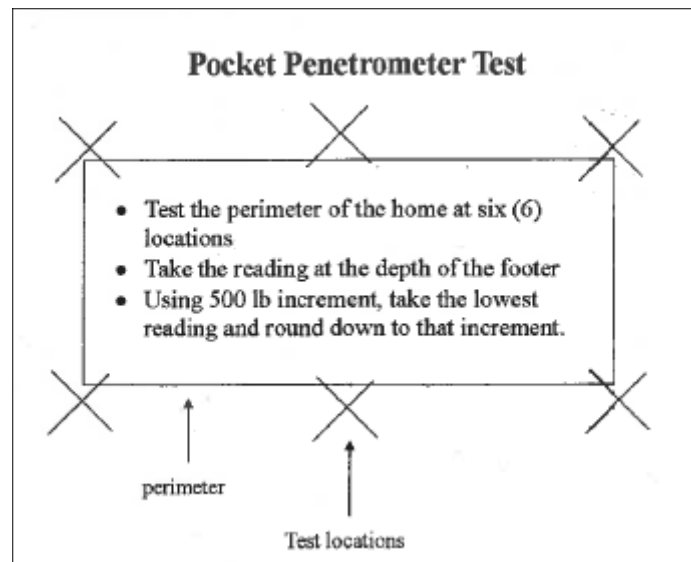 Pocket Penetrometer Test
● Test the perimeter of the home at six (6)
locations
● Take the reading at the depth of the footer
● Using 500 lb increment, take the lowest
reading and round down to that increment.
perimeter
Test locations